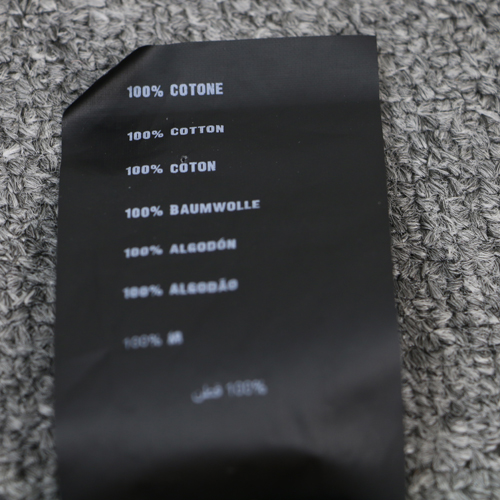 100% COTONE
100% COTTON
100% COTON
100% BAUMWOLLE
100% ALGODÓN
100% ALGODÃO
100%
100%